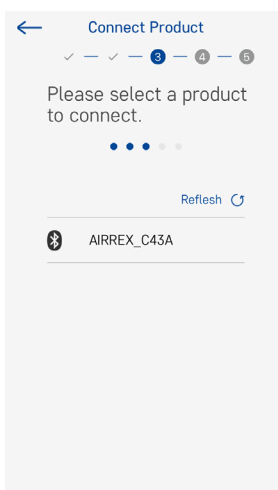 Connect Product
3 4 5
Please select a product
to connect.
Reflesh
AIRREX_C43A